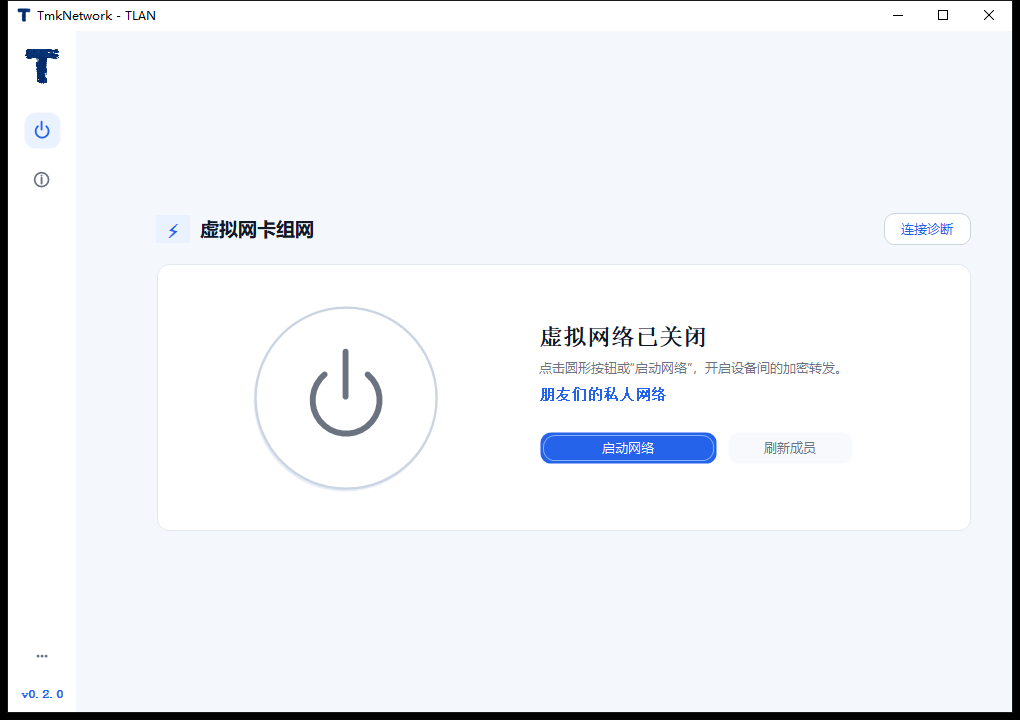 TmkNetwork - TLAN
虚拟网卡组网
连接诊断
虚拟网络已关闭
点击圆形按钮或“启动网络”，开启设备间的加密转发。
朋友们的私人网络
启动网络
刷新成员
v0.2.0